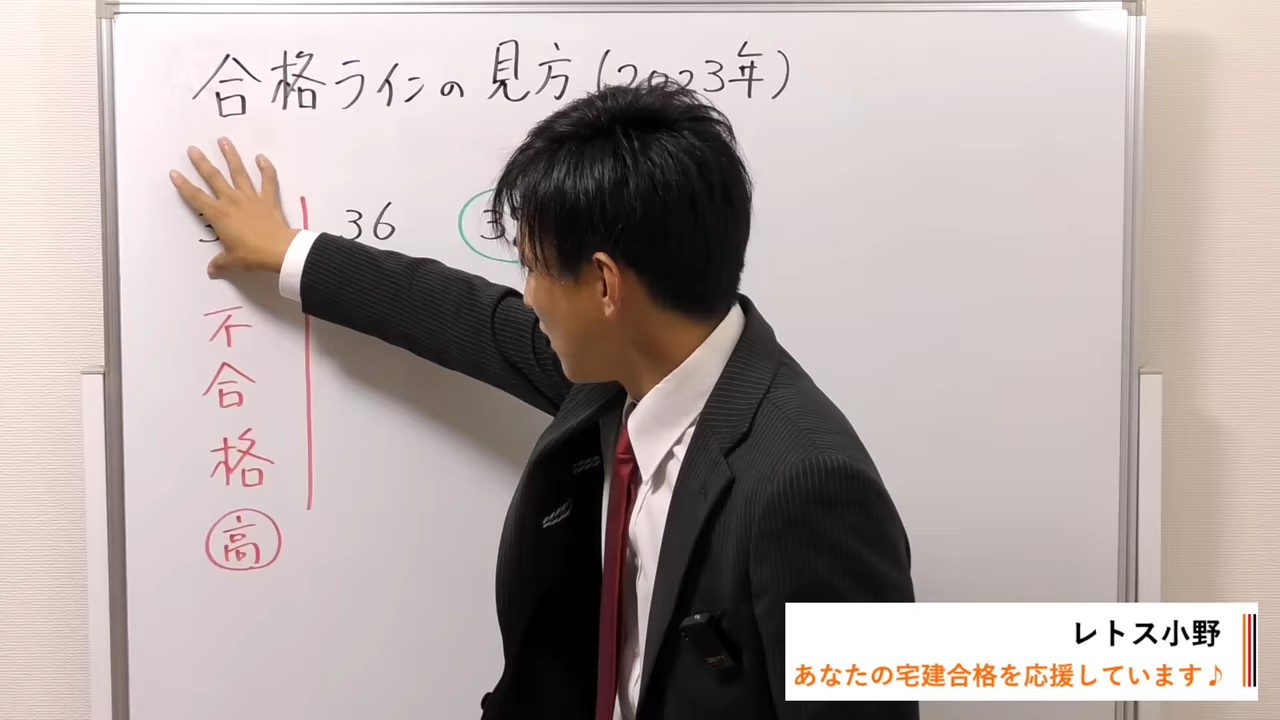 合格ラインの見方(2023年)
36
不合格
高
レトス小野
あなたの宅建合格を応援しています♪